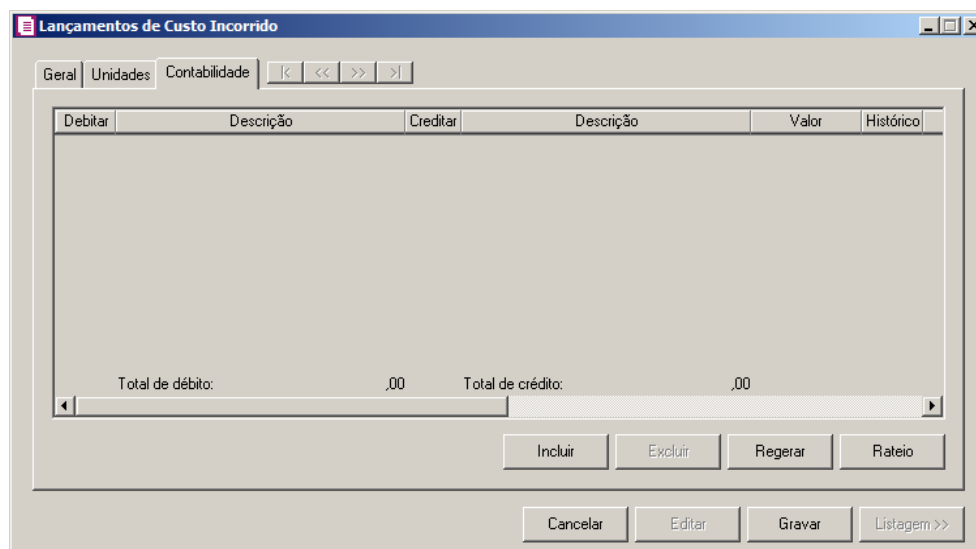 Lançamentos de Custo Incorrido
Geral Unidades Contabilidade |< << >> >|
Debitar Descrição Creditar Descrição Valor Histórico
Total de débito: ,00 Total de crédito: ,00
Incluir Excluir Regerar Rateio
Cancelar Editar Gravar Listagem >>